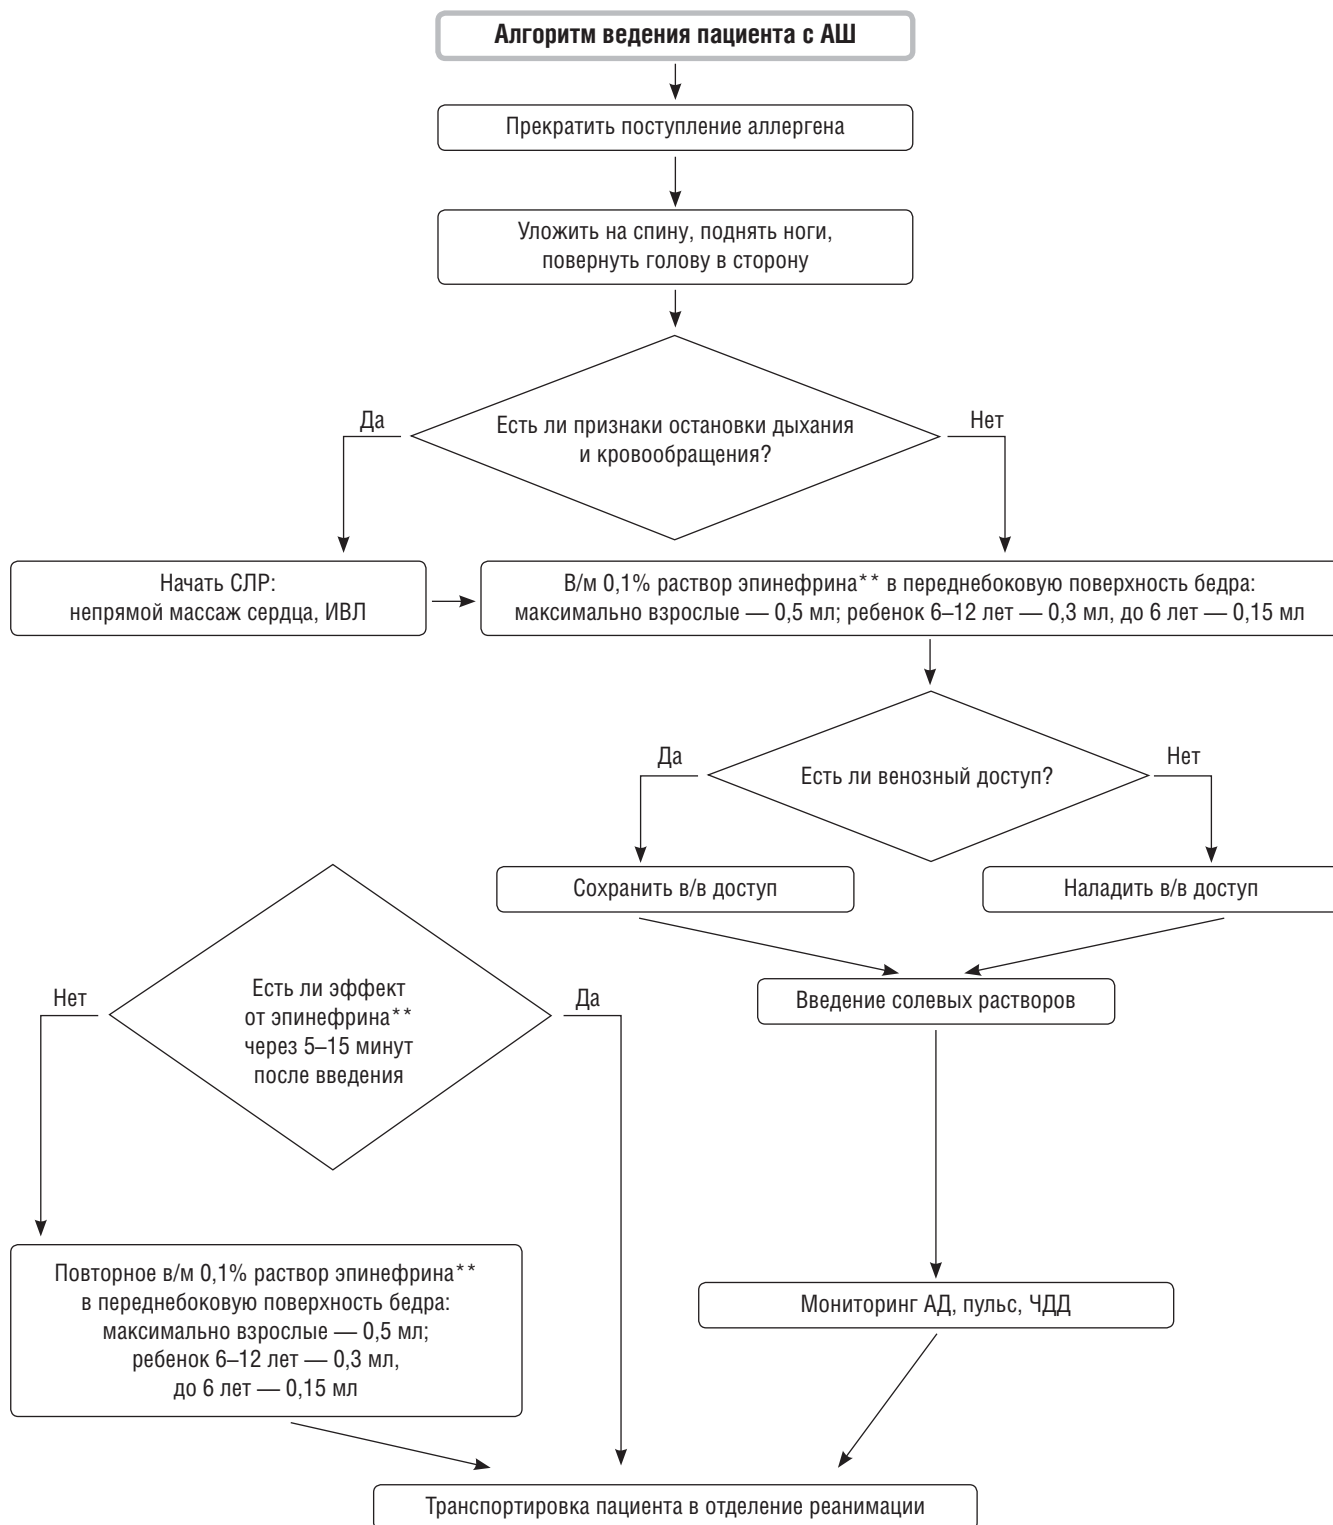 Алгоритм ведения пациента с АШ
Прекратить поступление аллергена
Уложить на спину, поднять ноги,
повернуть голову в сторону
Есть ли признаки остановки дыхания
и кровообращения?
Да
Нет
Начать СЛР:
непрямой массаж сердца, ИВЛ
В/м 0,1% раствор эпинефрина** в переднебоковую поверхность бедра:
максимально взрослые — 0,5 мл; ребенок 6–12 лет — 0,3 мл, до 6 лет — 0,15 мл
Есть ли венозный доступ?
Да
Нет
Сохранить в/в доступ
Наладить в/в доступ
Введение солевых растворов
Есть ли эффект
от эпинефрина**
через 5–15 минут
после введения
Нет
Да
Повторное в/м 0,1% раствор эпинефрина**
в переднебоковую поверхность бедра:
максимально взрослые — 0,5 мл;
ребенок 6–12 лет — 0,3 мл,
до 6 лет — 0,15 мл
Мониторинг АД, пульс, ЧДД
Транспортировка пациента в отделение реанимации